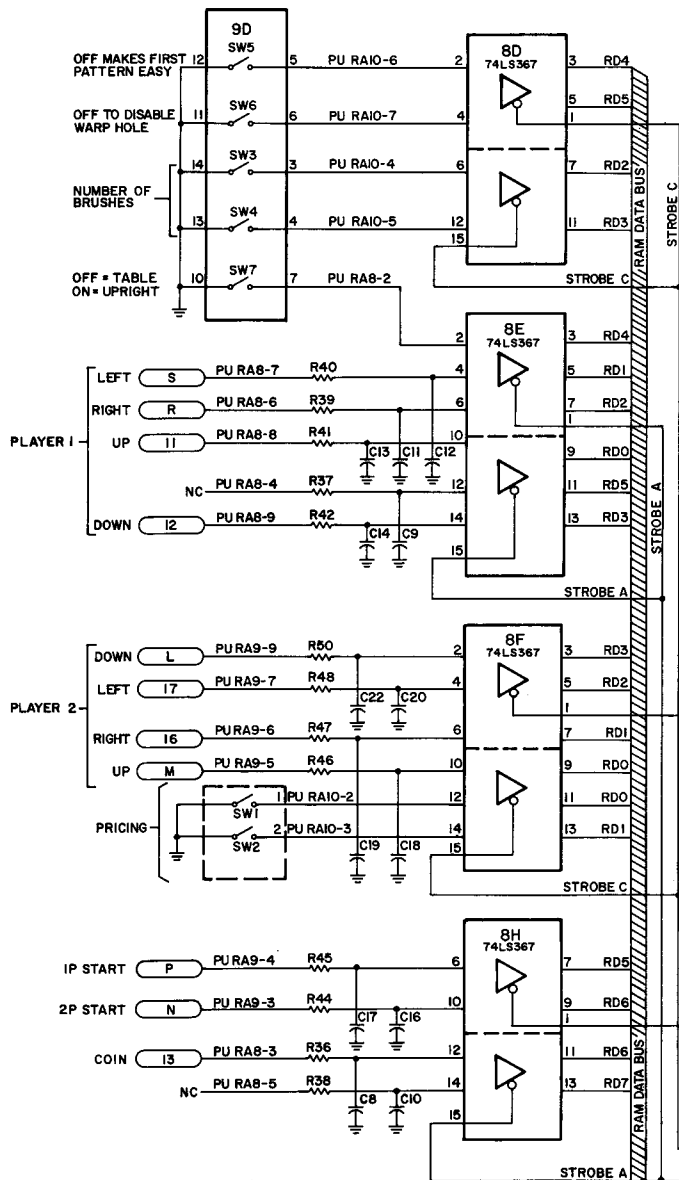 9D
8D
74LS367
OFF MAKES FIRST
PATTERN EASY
12 SW5 5 PU RA10-6 2 3 RD4
5 RD5
1
OFF TO DISABLE
WARP HOLE
11 SW6 6 PU RA10-7 4
14 SW3 3 PU RA10-4 6 7 RD2
NUMBER OF
BRUSHES
13 SW4 4 PU RA10-5 12 11 RD3
15
STROBE C
OFF = TABLE
ON = UPRIGHT
10 SW7 7 PU RA8-2
RAM DATA BUS
STROBE C
8E
74LS367
2 3 RD4
PLAYER 1
LEFT S PU RA8-7 R40 4 5 RD1
RIGHT R PU RA8-6 R39 6 7 RD2
1
UP 11 PU RA8-8 R41 10 9 RD0
C13 C11 C12
NC PU RA8-4 R37 12 11 RD5
DOWN 12 PU RA8-9 R42 14 13 RD3
C14 C9
15
STROBE A
STROBE A
8F
74LS367
PLAYER 2
DOWN L PU RA9-9 R50 2 3 RD3
LEFT 17 PU RA9-7 R48 4 5 RD2
C22 C20
1
RIGHT 16 PU RA9-6 R47 6 7 RD1
UP M PU RA9-5 R46 10 9 RD0
PRICING
SW1 1 PU RA10-2 12 11 RD0
SW2 2 PU RA10-3 14 13 RD1
C19 C18
15
STROBE C
8H
74LS367
1P START P PU RA9-4 R45 6 7 RD5
2P START N PU RA9-3 R44 10 9 RD6
1
C17 C16
COIN 13 PU RA8-3 R36 12 11 RD6
NC PU RA8-5 R38 14 13 RD7
C8 C10
15
STROBE A
RAM DATA BUS